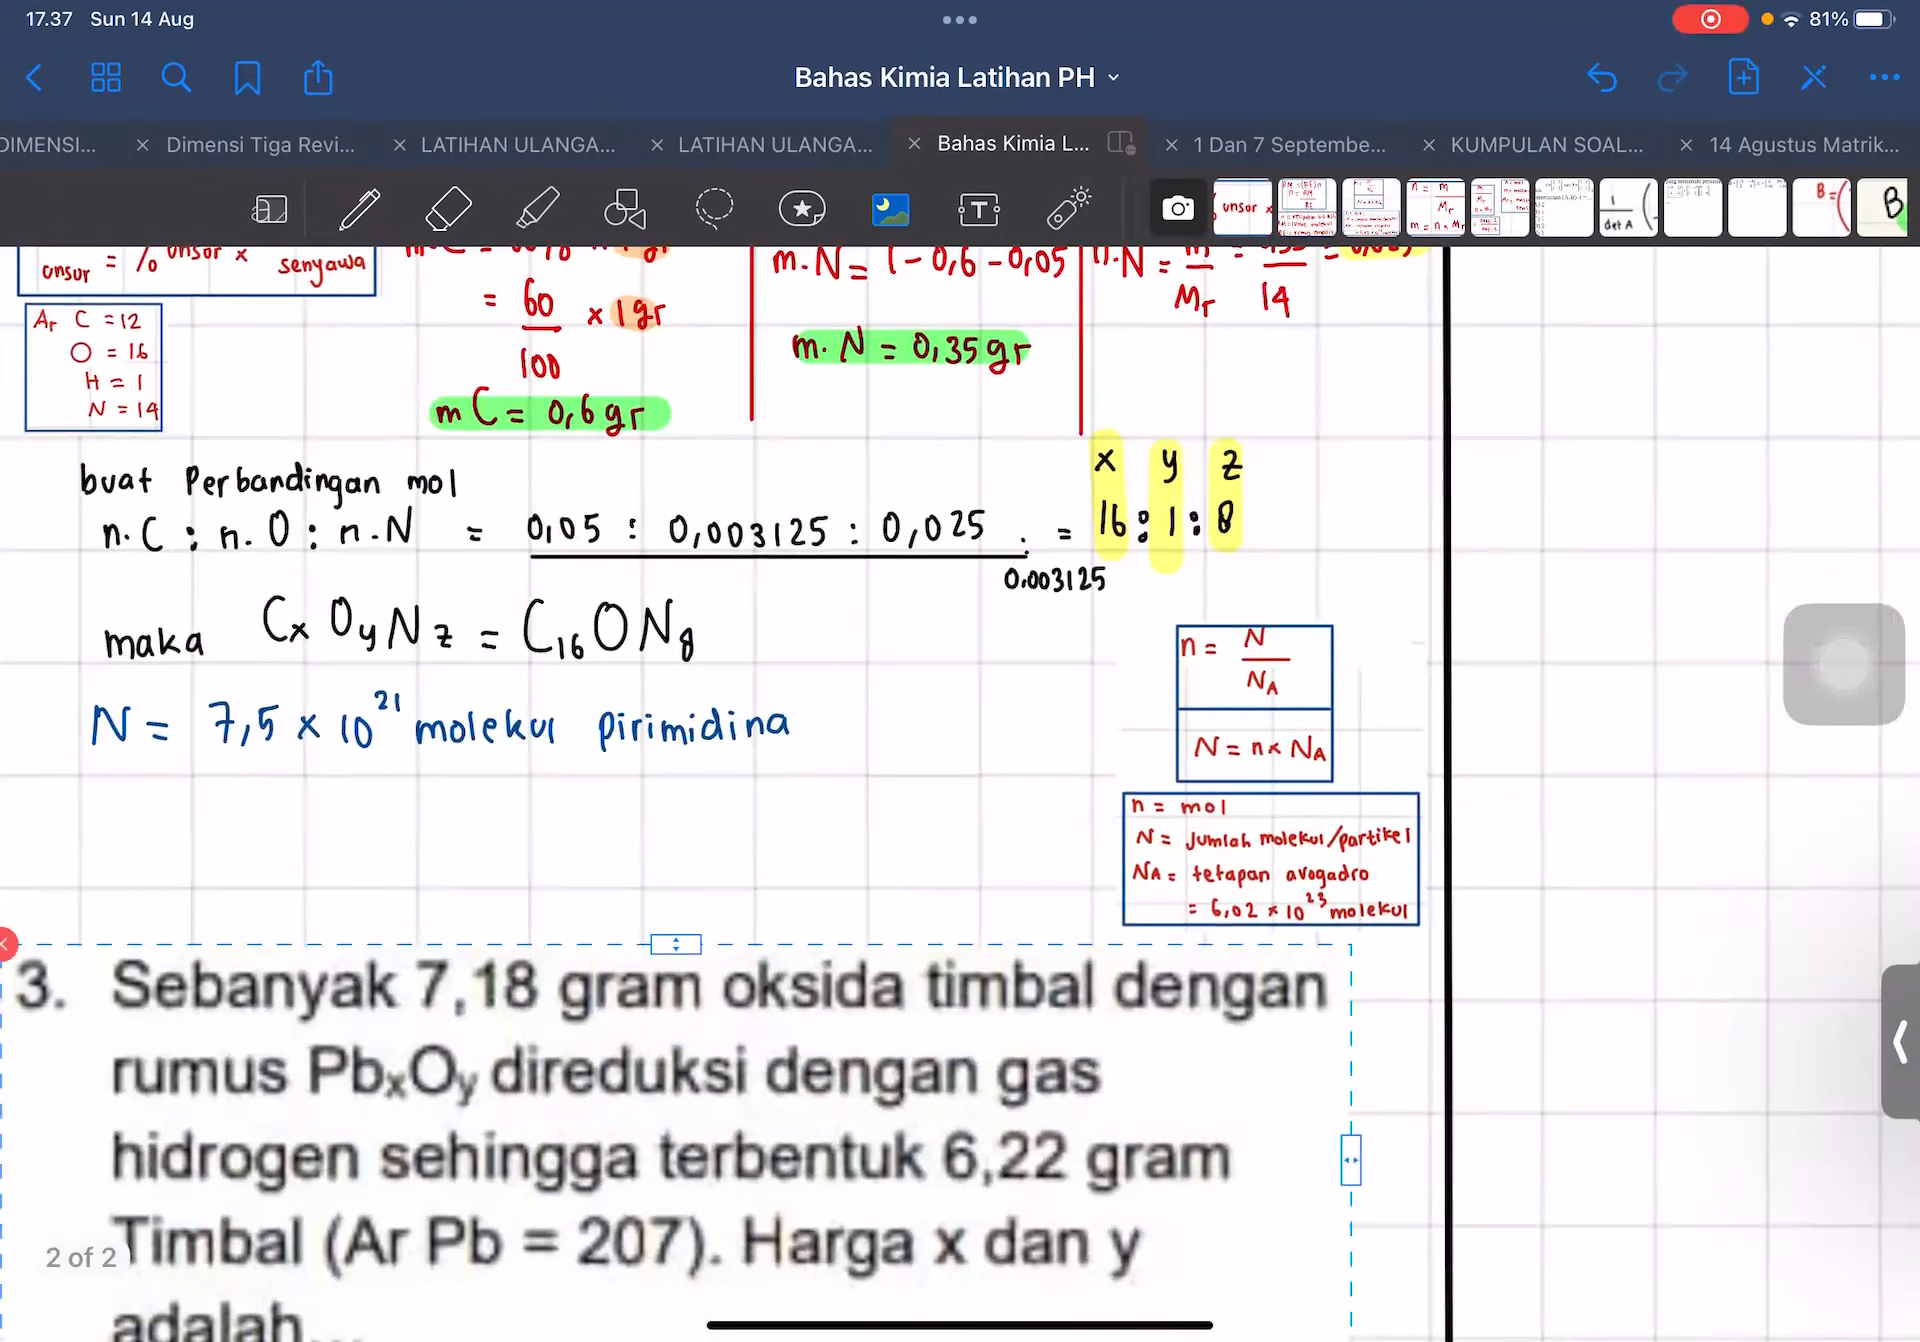 17.37 Sun 14 Aug
81%
Bahas Kimia Latihan PH
DIMENSI...
Dimensi Tiga Revi...
LATIHAN ULANGA...
LATIHAN ULANGA...
Bahas Kimia L...
1 Dan 7 Septembe...
KUMPULAN SOAL...
14 Agustus Matrik...
unsur = % unsur x senyawa
Ar C = 12
O = 16
H = 1
N = 14
= 60/100 x 1gr
m C = 0,6 gr
m.N = 1 - 0,6 - 0,05
m. N = 0,35 gr
n.N = m/Mr
14
buat Perbandingan mol
n.C : n.O : n.N = 0,05 : 0,003125 : 0,025 : 0.003125 = 16 : 1 : 8
x y z
maka CxOyNz = C16ON8
N = 7,5 x 10^21 molekul pirimidina
n = N/NA
N = n x NA
n = mol
N = Jumlah molekul/partikel
NA = tetapan avogadro
= 6,02 x 10^23 molekul
3. Sebanyak 7,18 gram oksida timbal dengan
rumus PbxOy direduksi dengan gas
hidrogen sehingga terbentuk 6,22 gram
Timbal (Ar Pb = 207). Harga x dan y
adalah...
2 of 2